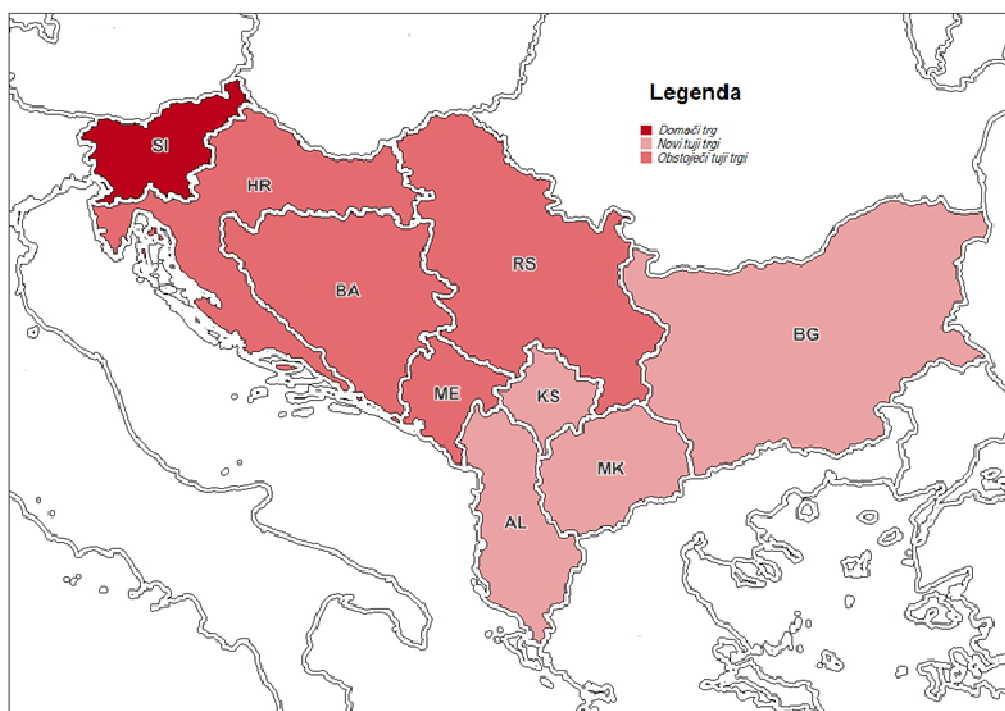 Legenda
Domači trg
Novi tuji trgi
Obstoječi tuji trgi
SI
HR
RS
BA
BG
ME
KS
MK
AL